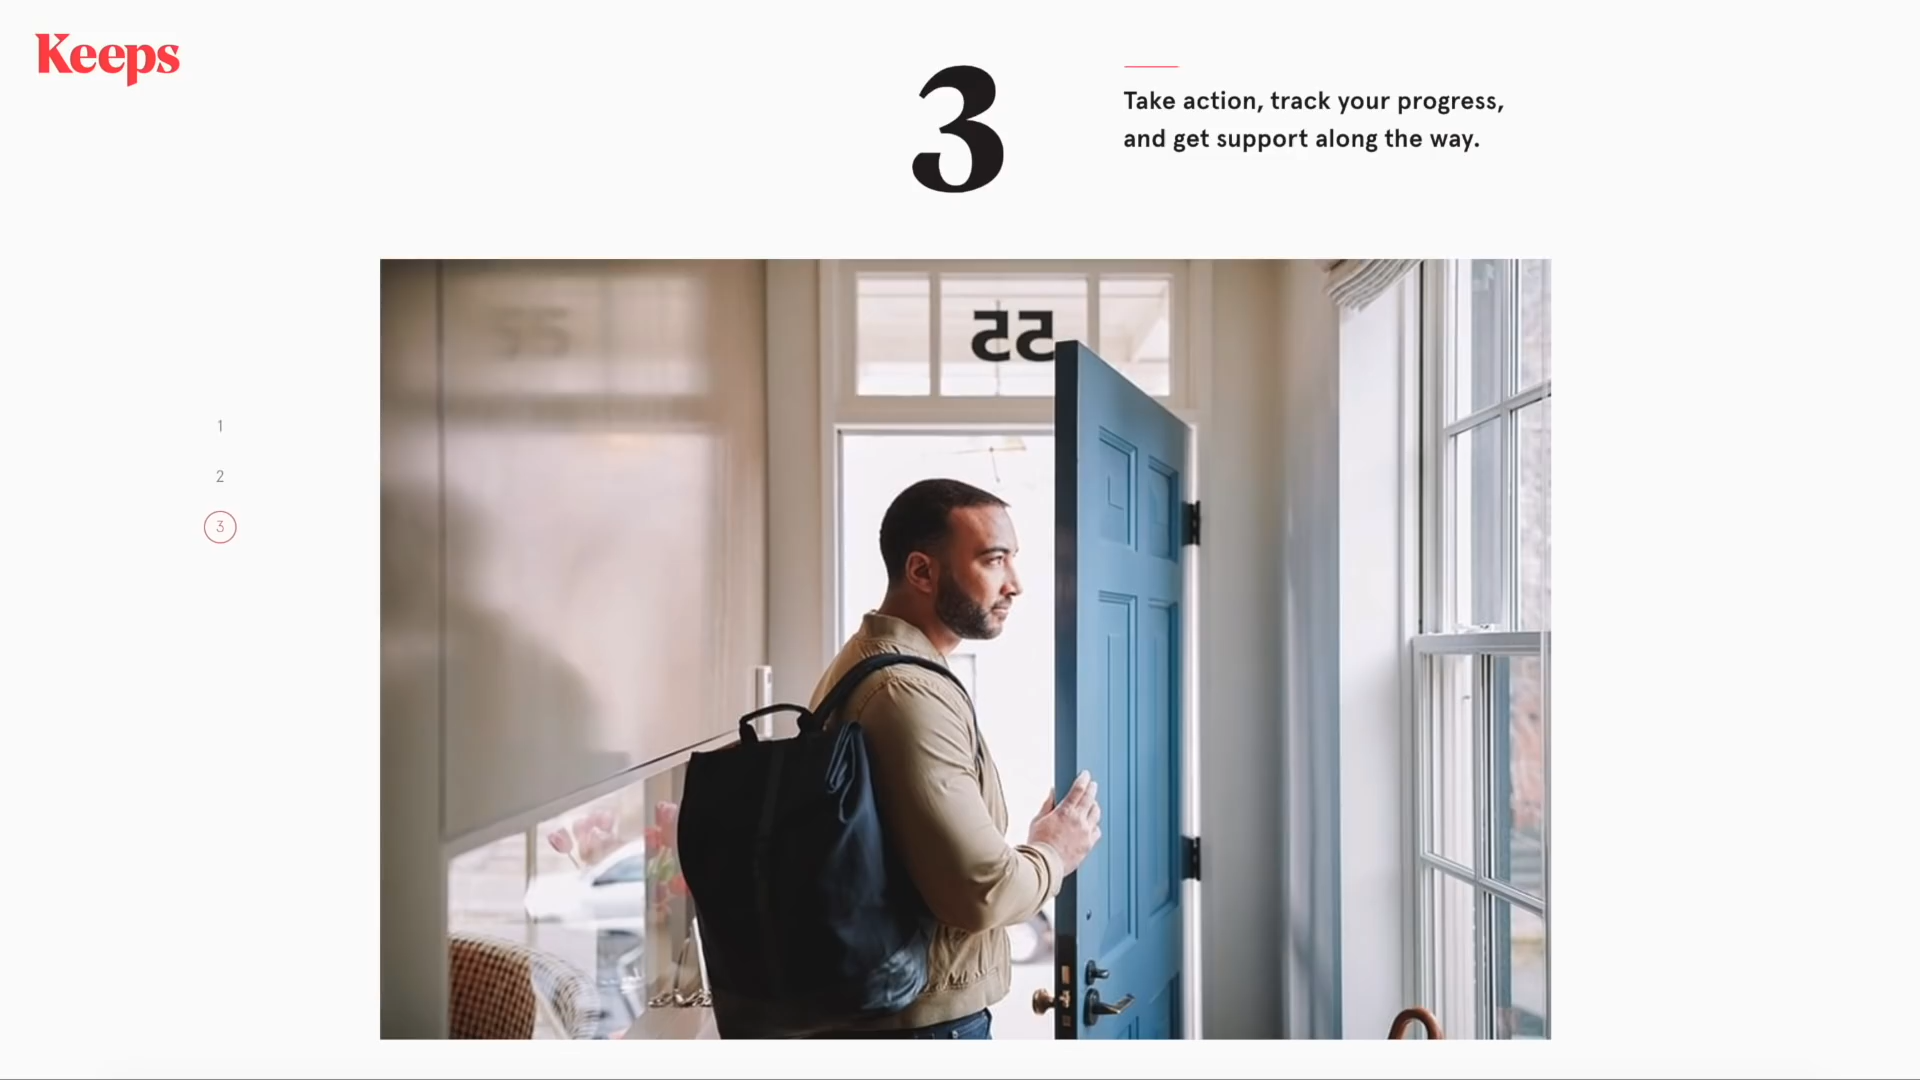 Keeps
3
Take action, track your progress,
and get support along the way.
55
1
2
3